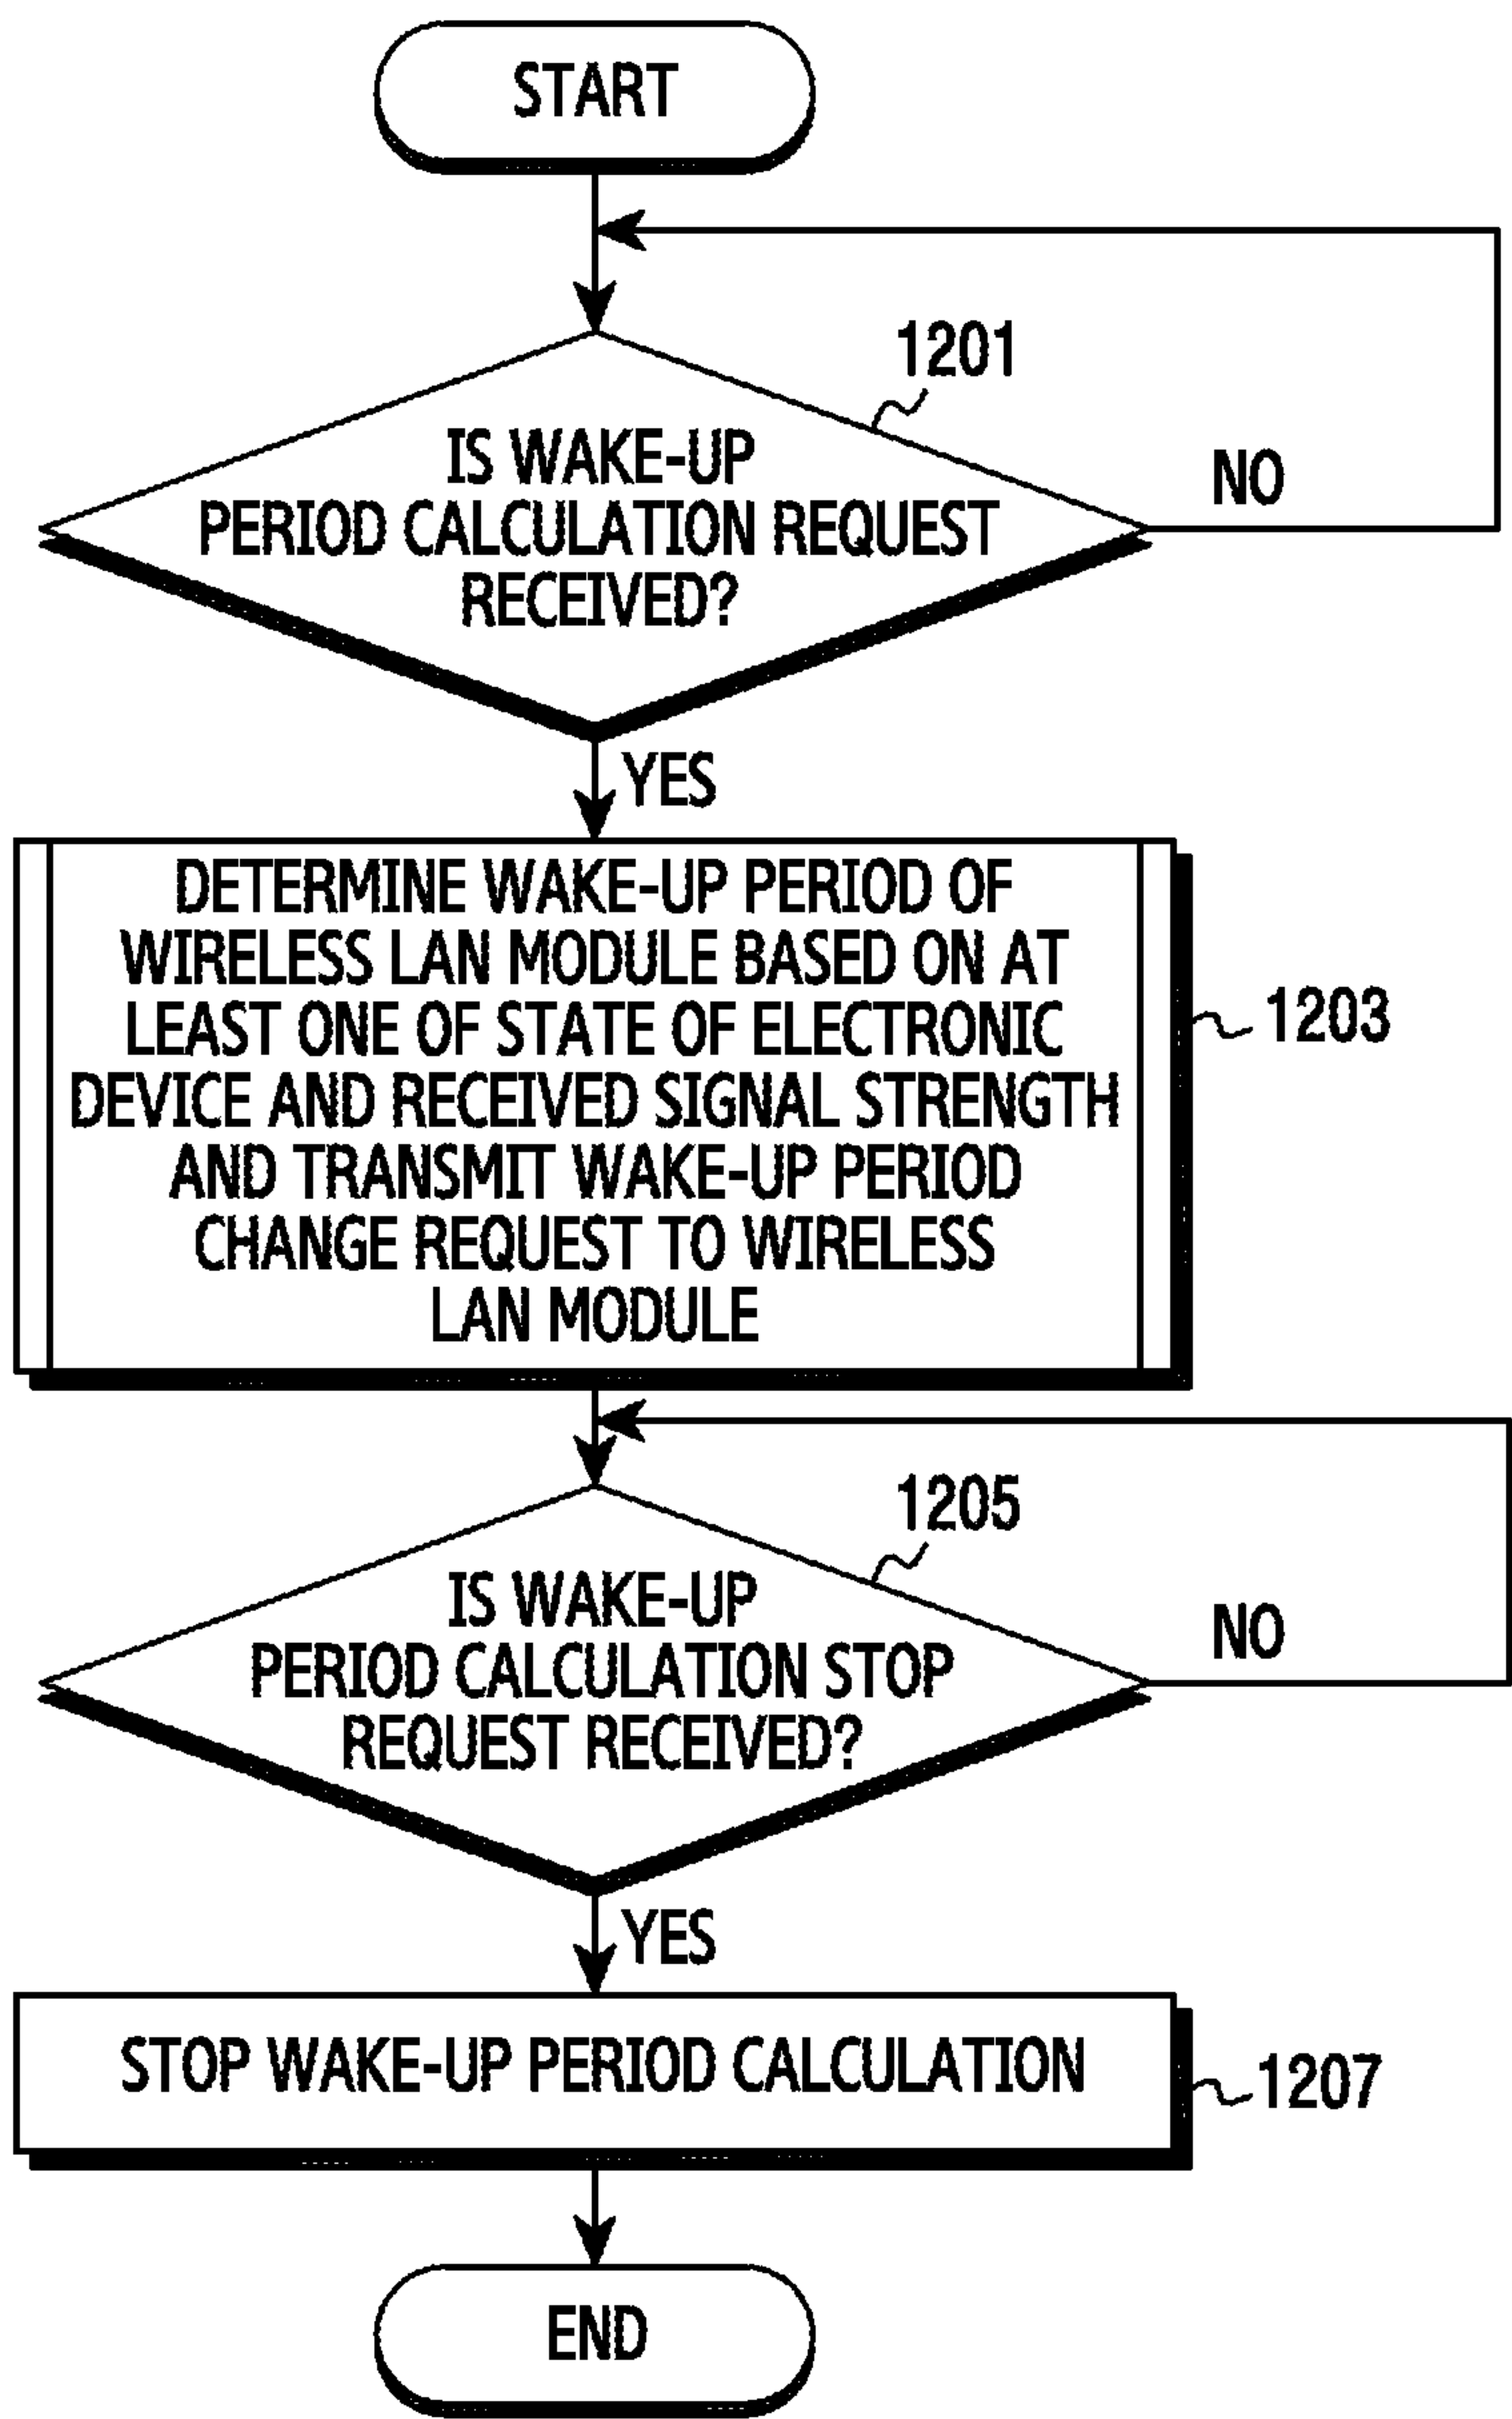 START
1201
IS WAKE-UP
PERIOD CALCULATION REQUEST
RECEIVED?
NO
YES
DETERMINE WAKE-UP PERIOD OF
WIRELESS LAN MODULE BASED ON AT
LEAST ONE OF STATE OF ELECTRONIC
DEVICE AND RECEIVED SIGNAL STRENGTH
AND TRANSMIT WAKE-UP PERIOD
CHANGE REQUEST TO WIRELESS
LAN MODULE
1203
1205
IS WAKE-UP
PERIOD CALCULATION STOP
REQUEST RECEIVED?
NO
YES
STOP WAKE-UP PERIOD CALCULATION
1207
END